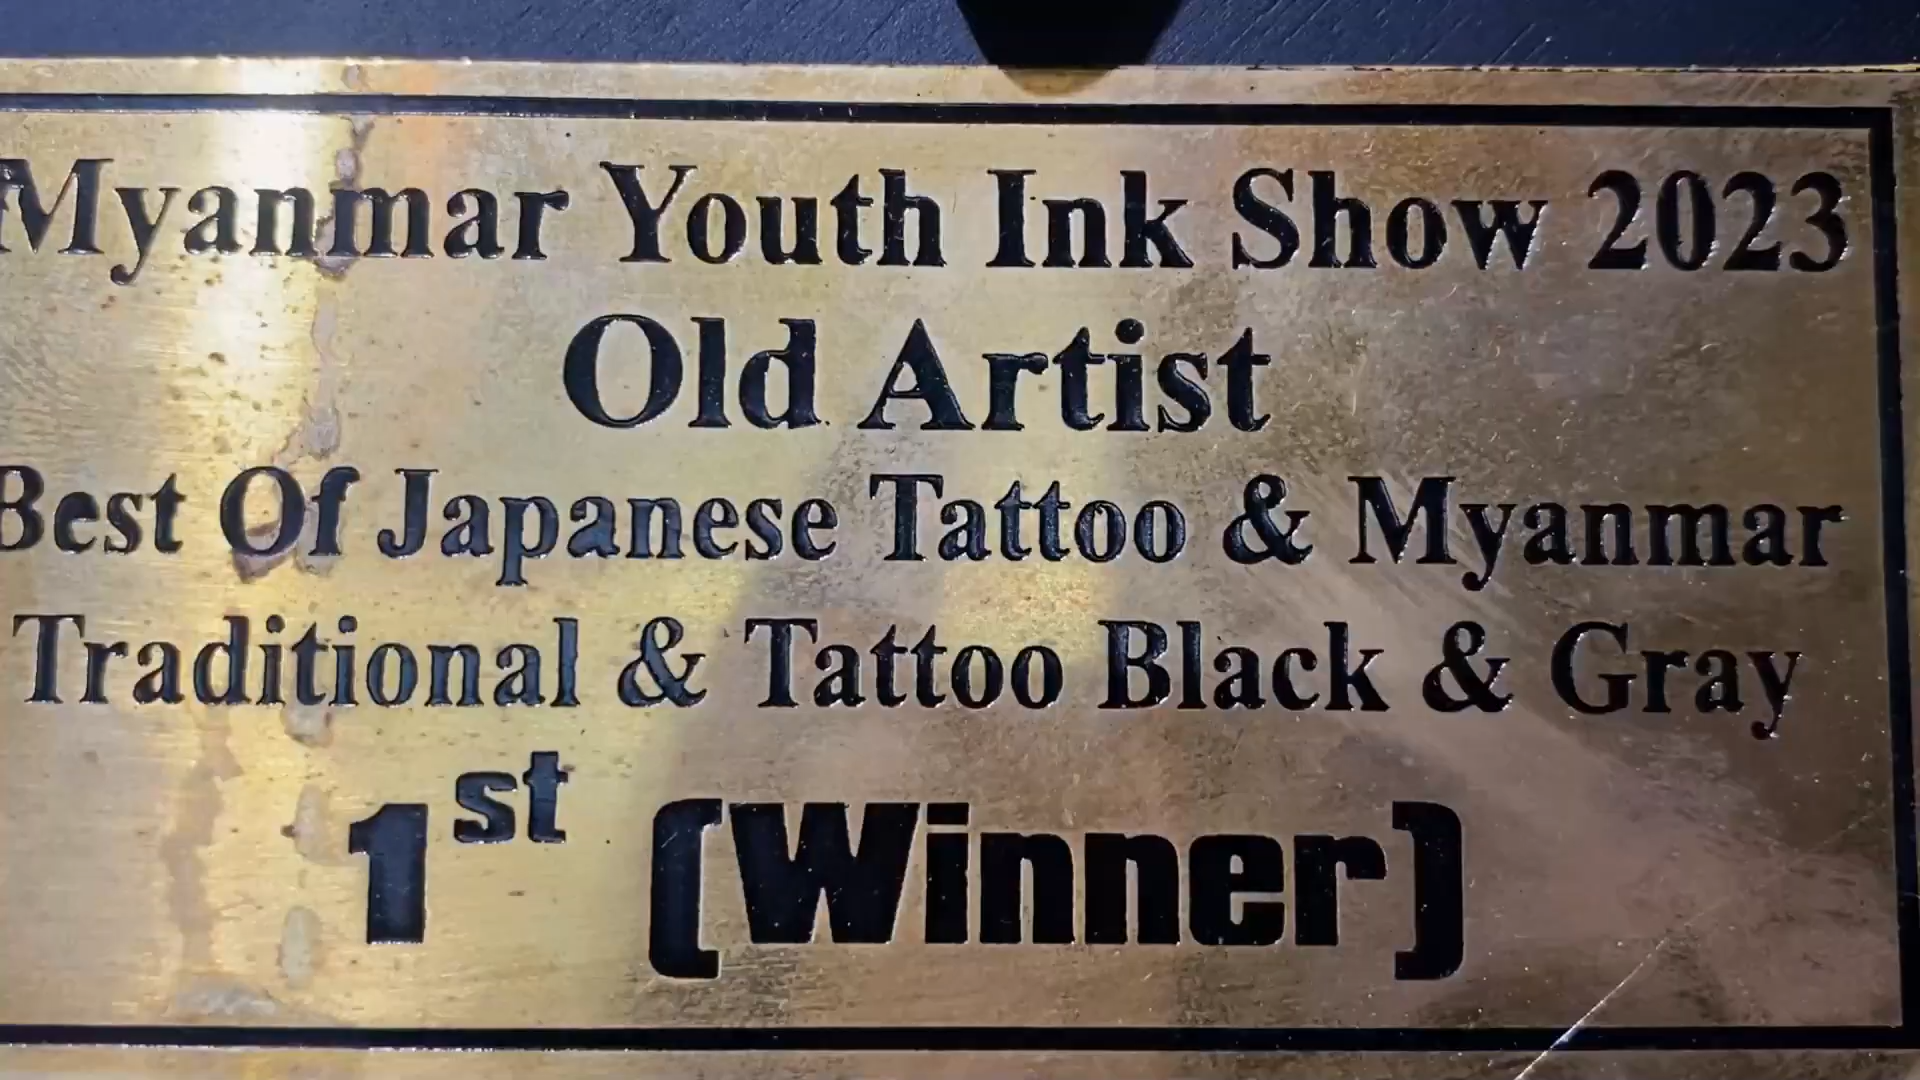 Myanmar Youth Ink Show 2023
Old Artist
Best Of Japanese Tattoo & Myanmar
Traditional & Tattoo Black & Gray
1st (Winner)